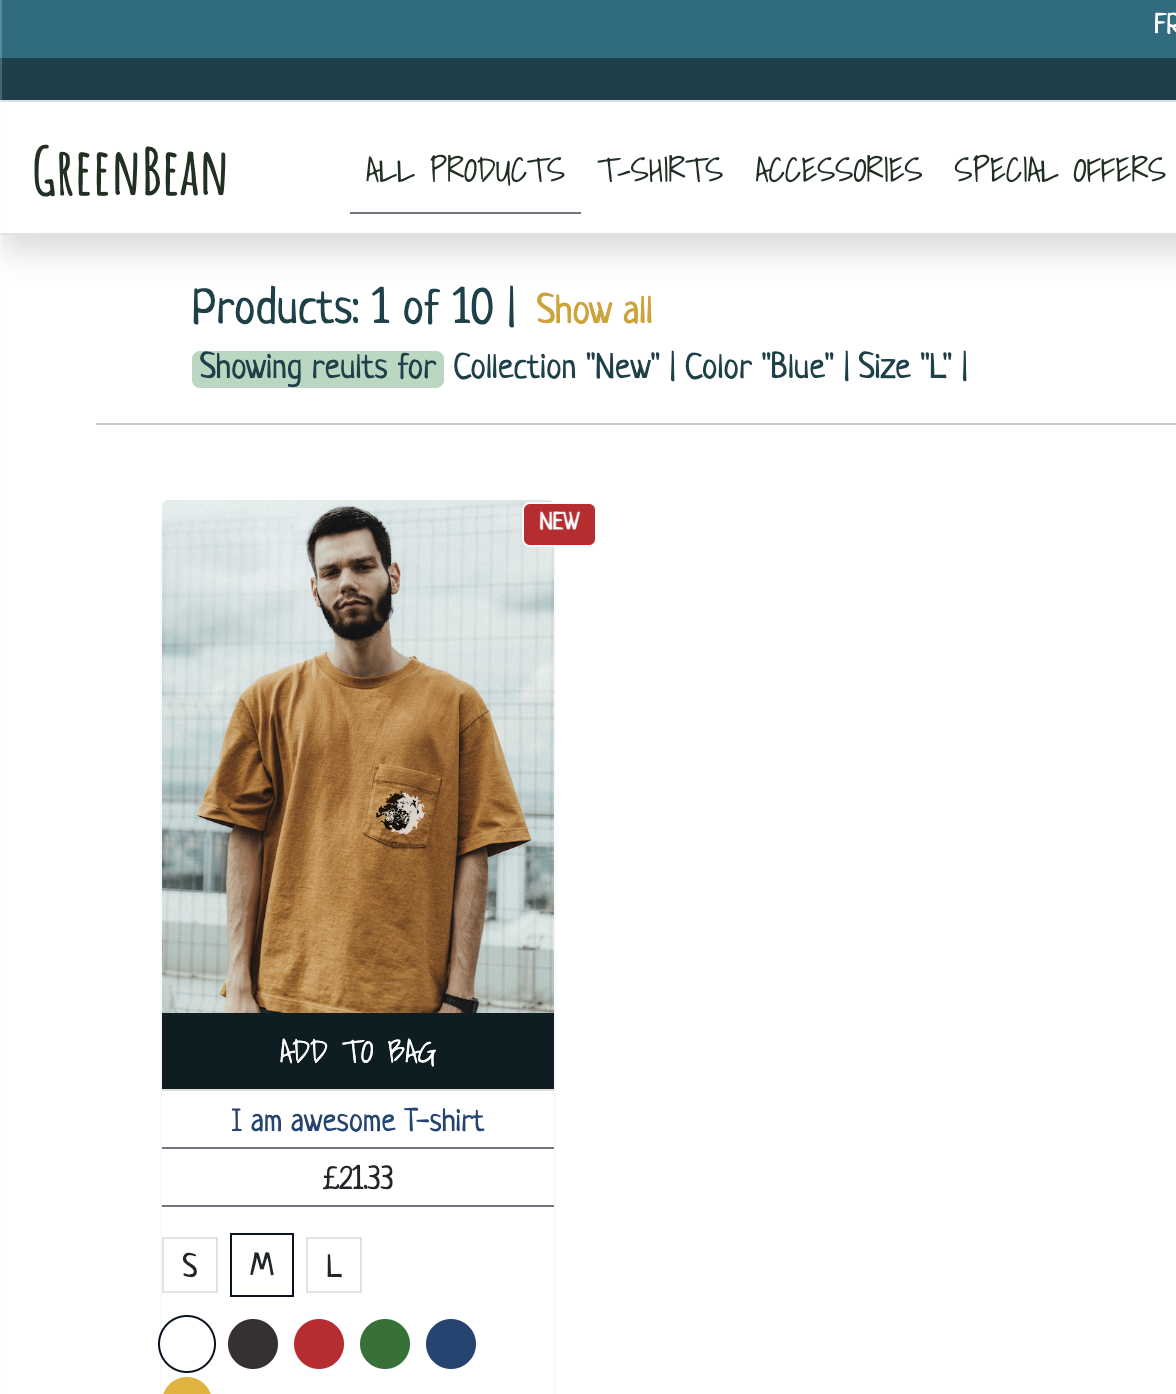 FR
GREENBEAN
ALL PRODUCTS T-SHIRTS ACCESSORIES SPECIAL OFFERS
Products: 1 of 10 | Show all
Showing reults for Collection "New" | Color "Blue" | Size "L" |
NEW
ADD TO BAG
I am awesome T-shirt
£21.33
S M L